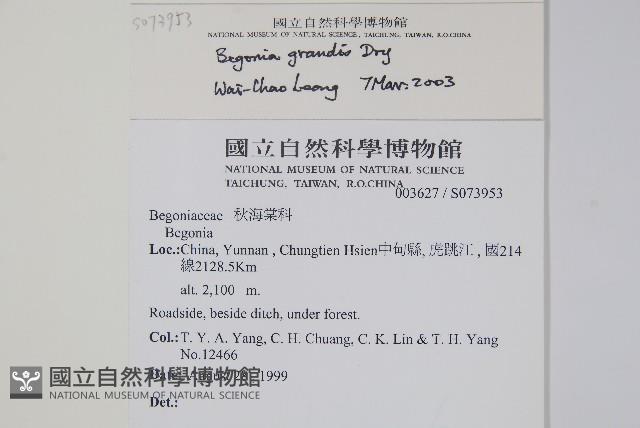 S073953
國立自然科學博物館
NATIONAL MUSEUM OF NATURAL SCIENCE, TAICHUNG, TAIWAN, R.O.CHINA
Begonia grandis Dry
Wai-Chao Leong 7 Mar. 2003
國立自然科學博物館
NATIONAL MUSEUM OF NATURAL SCIENCE
TAICHUNG, TAIWAN, R.O.CHINA
003627 / S073953
Begoniaceae 秋海棠科
Begonia
Loc.:China, Yunnan , Chungtien Hsien中甸縣, 虎跳江 , 國214
線2128.5Km
alt. 2,100 m.
Roadside, beside ditch, under forest.
Col.: T. Y. A. Yang, C. H. Chuang, C. K. Lin & T. H. Yang
No.12466
1999
Det.:
國立自然科學博物館
NATIONAL MUSEUM OF NATURAL SCIENCE